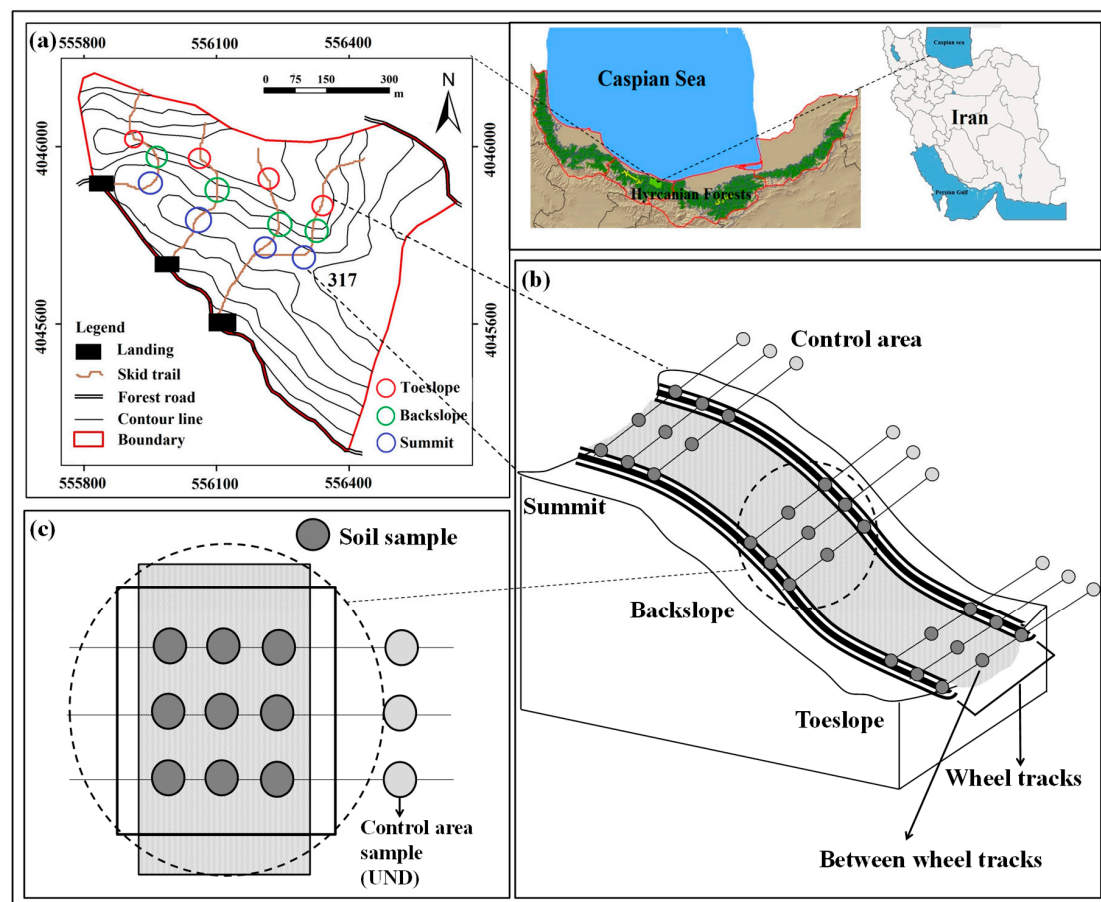 (a)
555800
556100
556400
0 75 150 300
m
N
4046000
4046000
4045600
4045600
317
Legend
Landing
Skid trail
Forest road
Contour line
Boundary
Toeslope
Backslope
Summit
Caspian Sea
Hyrcanian Forests
Caspian sea
Iran
Persian Gulf
555800
556100
556400
(b)
Control area
Summit
Backslope
Toeslope
Wheel tracks
Between wheel tracks
(c)
Soil sample
Control area
sample
(UND)